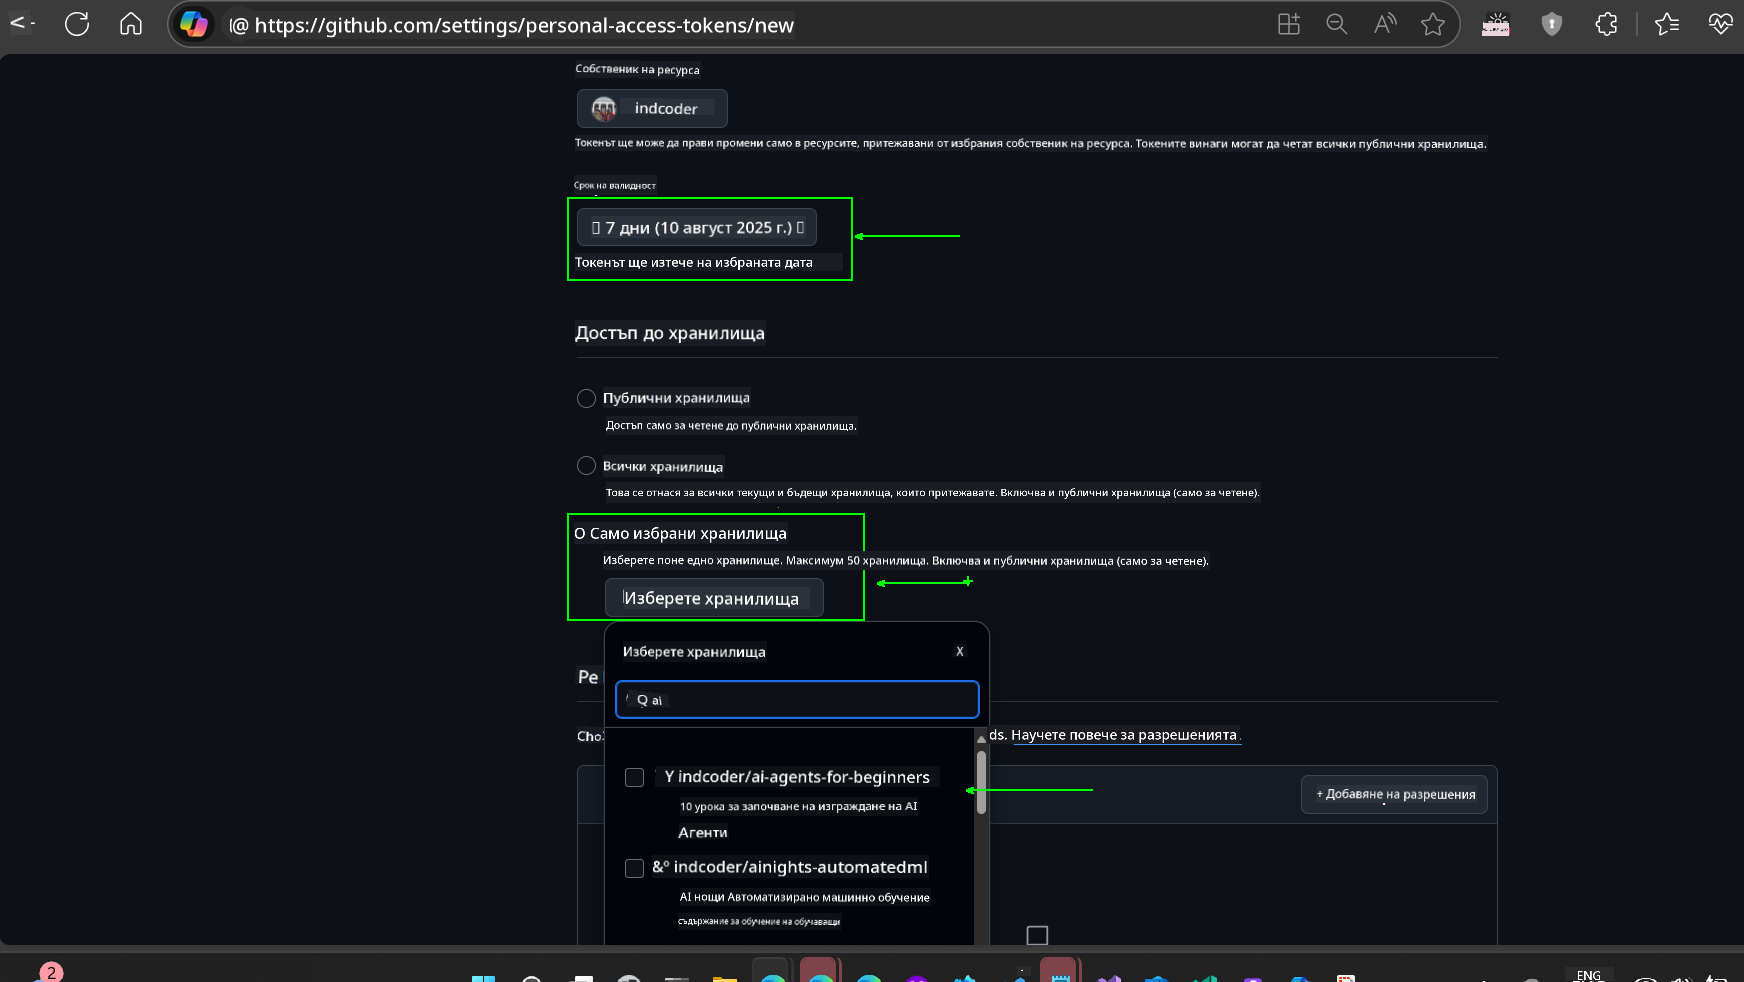 https://github.com/settings/personal-access-tokens/new
Собственик на ресурса
indcoder
Токенът ще може да прави промени само в ресурсите, притежавани от избрания собственик на ресурса. Токените винаги могат да четат всички публични хранилища.
Срок на валидност
7 дни (10 август 2025 г.)
Токенът ще изтече на избраната дата
Достъп до хранилища
Публични хранилища
Достъп само за четене до публични хранилища.
Всички хранилища
Това се отнася за всички текущи и бъдещи хранилища, които притежавате. Включва и публични хранилища (само за четене).
О Само избрани хранилища
Изберете поне едно хранилище. Максимум 50 хранилища. Включва и публични хранилища (само за четене).
Изберете хранилища
Изберете хранилища X
Ре
Q ai
Cho ds. Научете повече за разрешенията.
Y indcoder/ai-agents-for-beginners
+ Добавяне на разрешения
10 урока за започване на изграждане на AI
Агенти
&º indcoder/ainights-automatedml
AI нощи Автоматизирано машинно обучение
съдържание за обучение на обучаващи
2
ENG